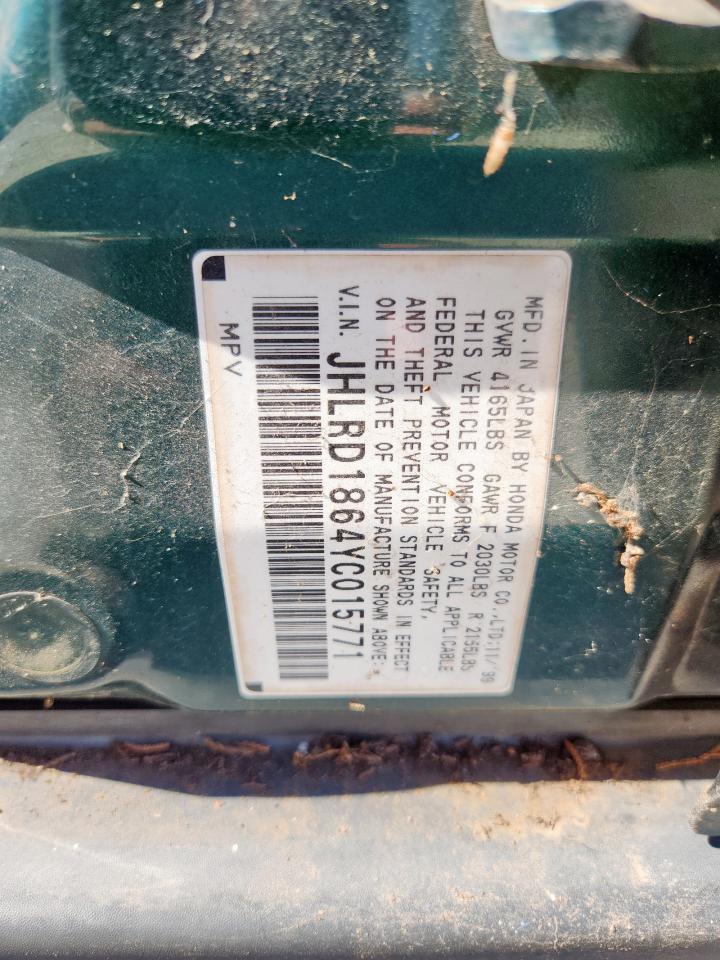 MFD. IN JAPAN BY HONDA MOTOR CO., LTD; 11/'99
GVWR 4165LBS GAWR F 2030LBS R 2155LBS
THIS VEHICLE CONFORMS TO ALL APPLICABLE
FEDERAL MOTOR VEHICLE SAFETY,
AND THEFT PREVENTION STANDARDS IN EFFECT
ON THE DATE OF MANUFACTURE SHOWN ABOVE.
V.I.N. JHLRD1864YC015771
MPV